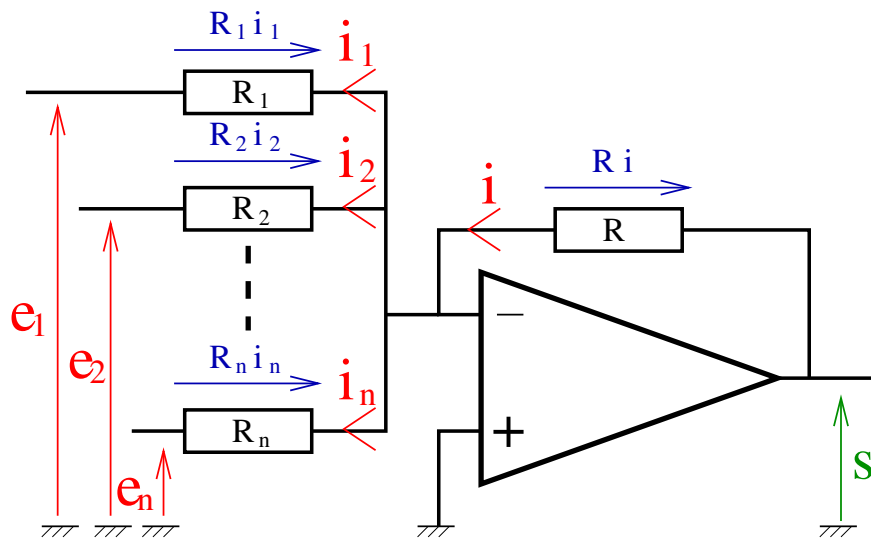 R₁ i₁
i₁
R₁
R₂ i₂
i₂
R₂
R i
i
R
e₁
e₂
Rₙ iₙ
iₙ
Rₙ
eₙ
−
+
s